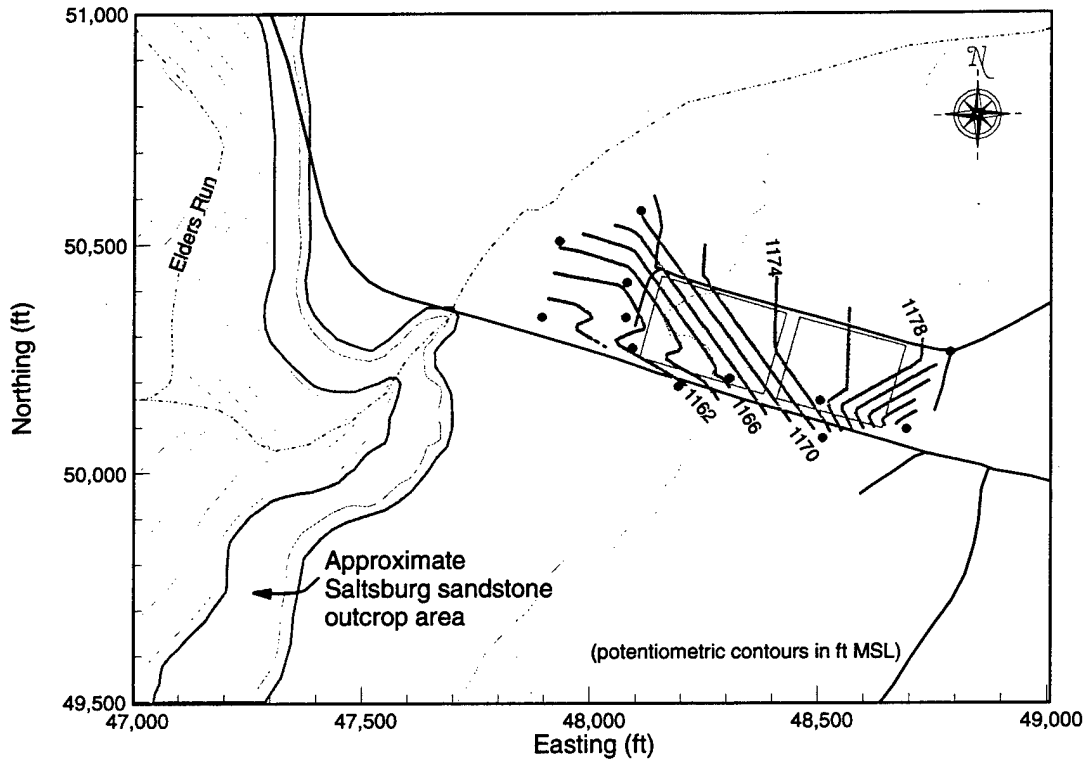 51,000
50,500
50,000
49,500
Northing (ft)
47,000
47,500
48,000
48,500
49,000
Easting (ft)
N
Elders Run
1174
1178
1162
1166
1170
Approximate
Saltsburg sandstone
outcrop area
(potentiometric contours in ft MSL)